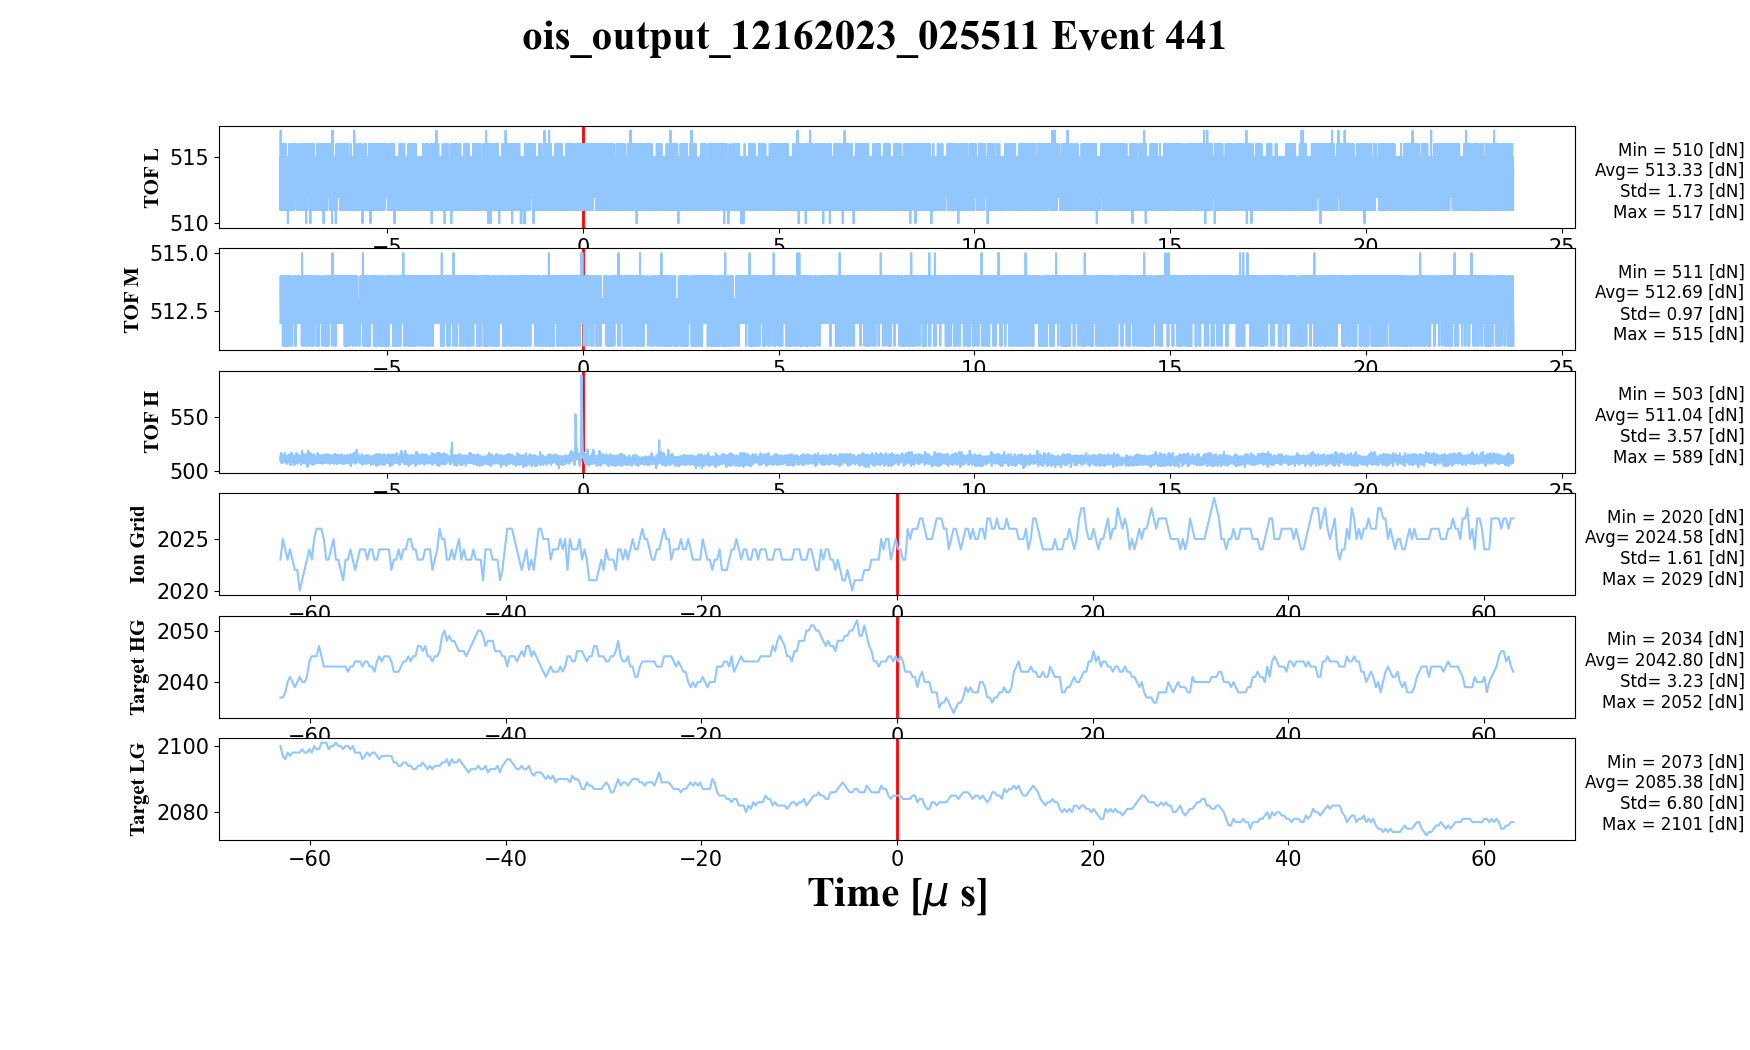 ois_output_12162023_025511 Event 441
TOF L
515
510
−5 0 5 10 15 20 25
Min = 510 [dN]
Avg= 513.33 [dN]
Std= 1.73 [dN]
Max = 517 [dN]
TOF M
515.0
512.5
−5 0 5 10 15 20 25
Min = 511 [dN]
Avg= 512.69 [dN]
Std= 0.97 [dN]
Max = 515 [dN]
TOF H
550
500
−5 0 5 10 15 20 25
Min = 503 [dN]
Avg= 511.04 [dN]
Std= 3.57 [dN]
Max = 589 [dN]
Ion Grid
2025
2020
−60 −40 −20 0 20 40 60
Min = 2020 [dN]
Avg= 2024.58 [dN]
Std= 1.61 [dN]
Max = 2029 [dN]
Target HG
2050
2040
−60 −40 −20 0 20 40 60
Min = 2034 [dN]
Avg= 2042.80 [dN]
Std= 3.23 [dN]
Max = 2052 [dN]
Target LG
2100
2080
−60 −40 −20 0 20 40 60
Min = 2073 [dN]
Avg= 2085.38 [dN]
Std= 6.80 [dN]
Max = 2101 [dN]
Time [μ s]